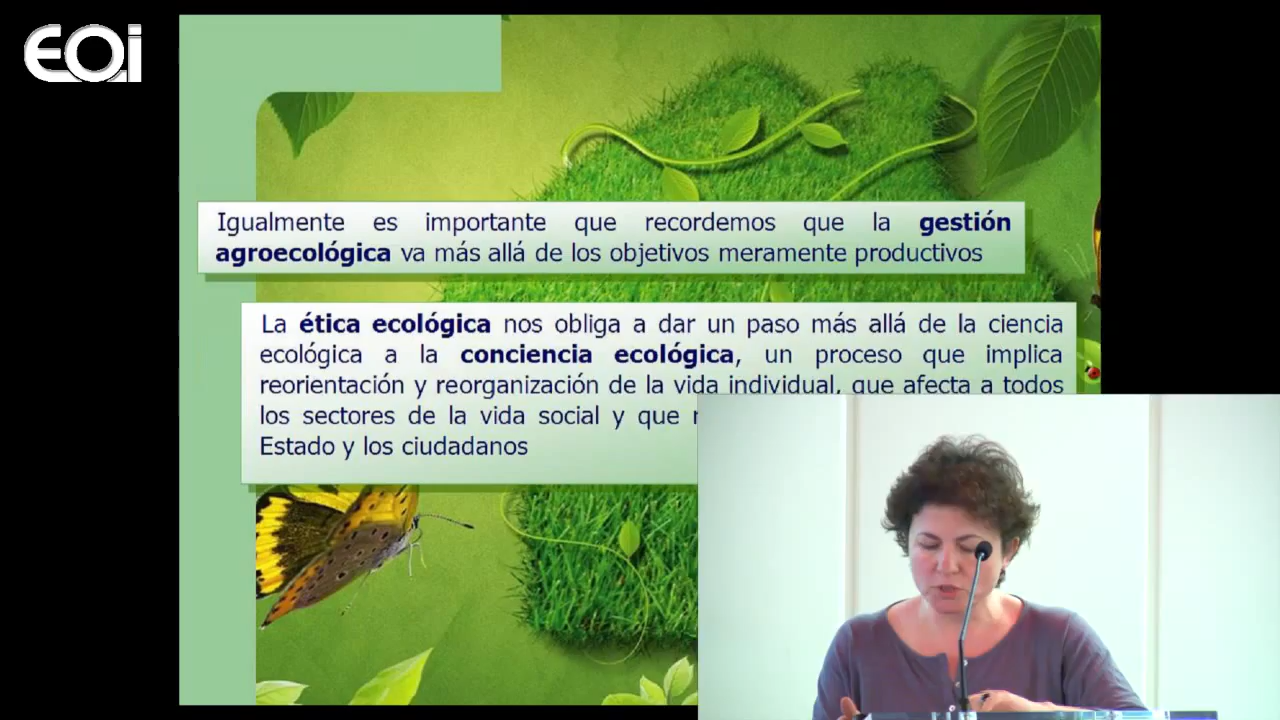 EOi
Igualmente es importante que recordemos que la gestión
agroecológica va más allá de los objetivos meramente productivos
La ética ecológica nos obliga a dar un paso más allá de la ciencia
ecológica a la conciencia ecológica, un proceso que implica
reorientación y reorganización de la vida individual, que afecta a todos
los sectores de la vida social y que
Estado y los ciudadanos